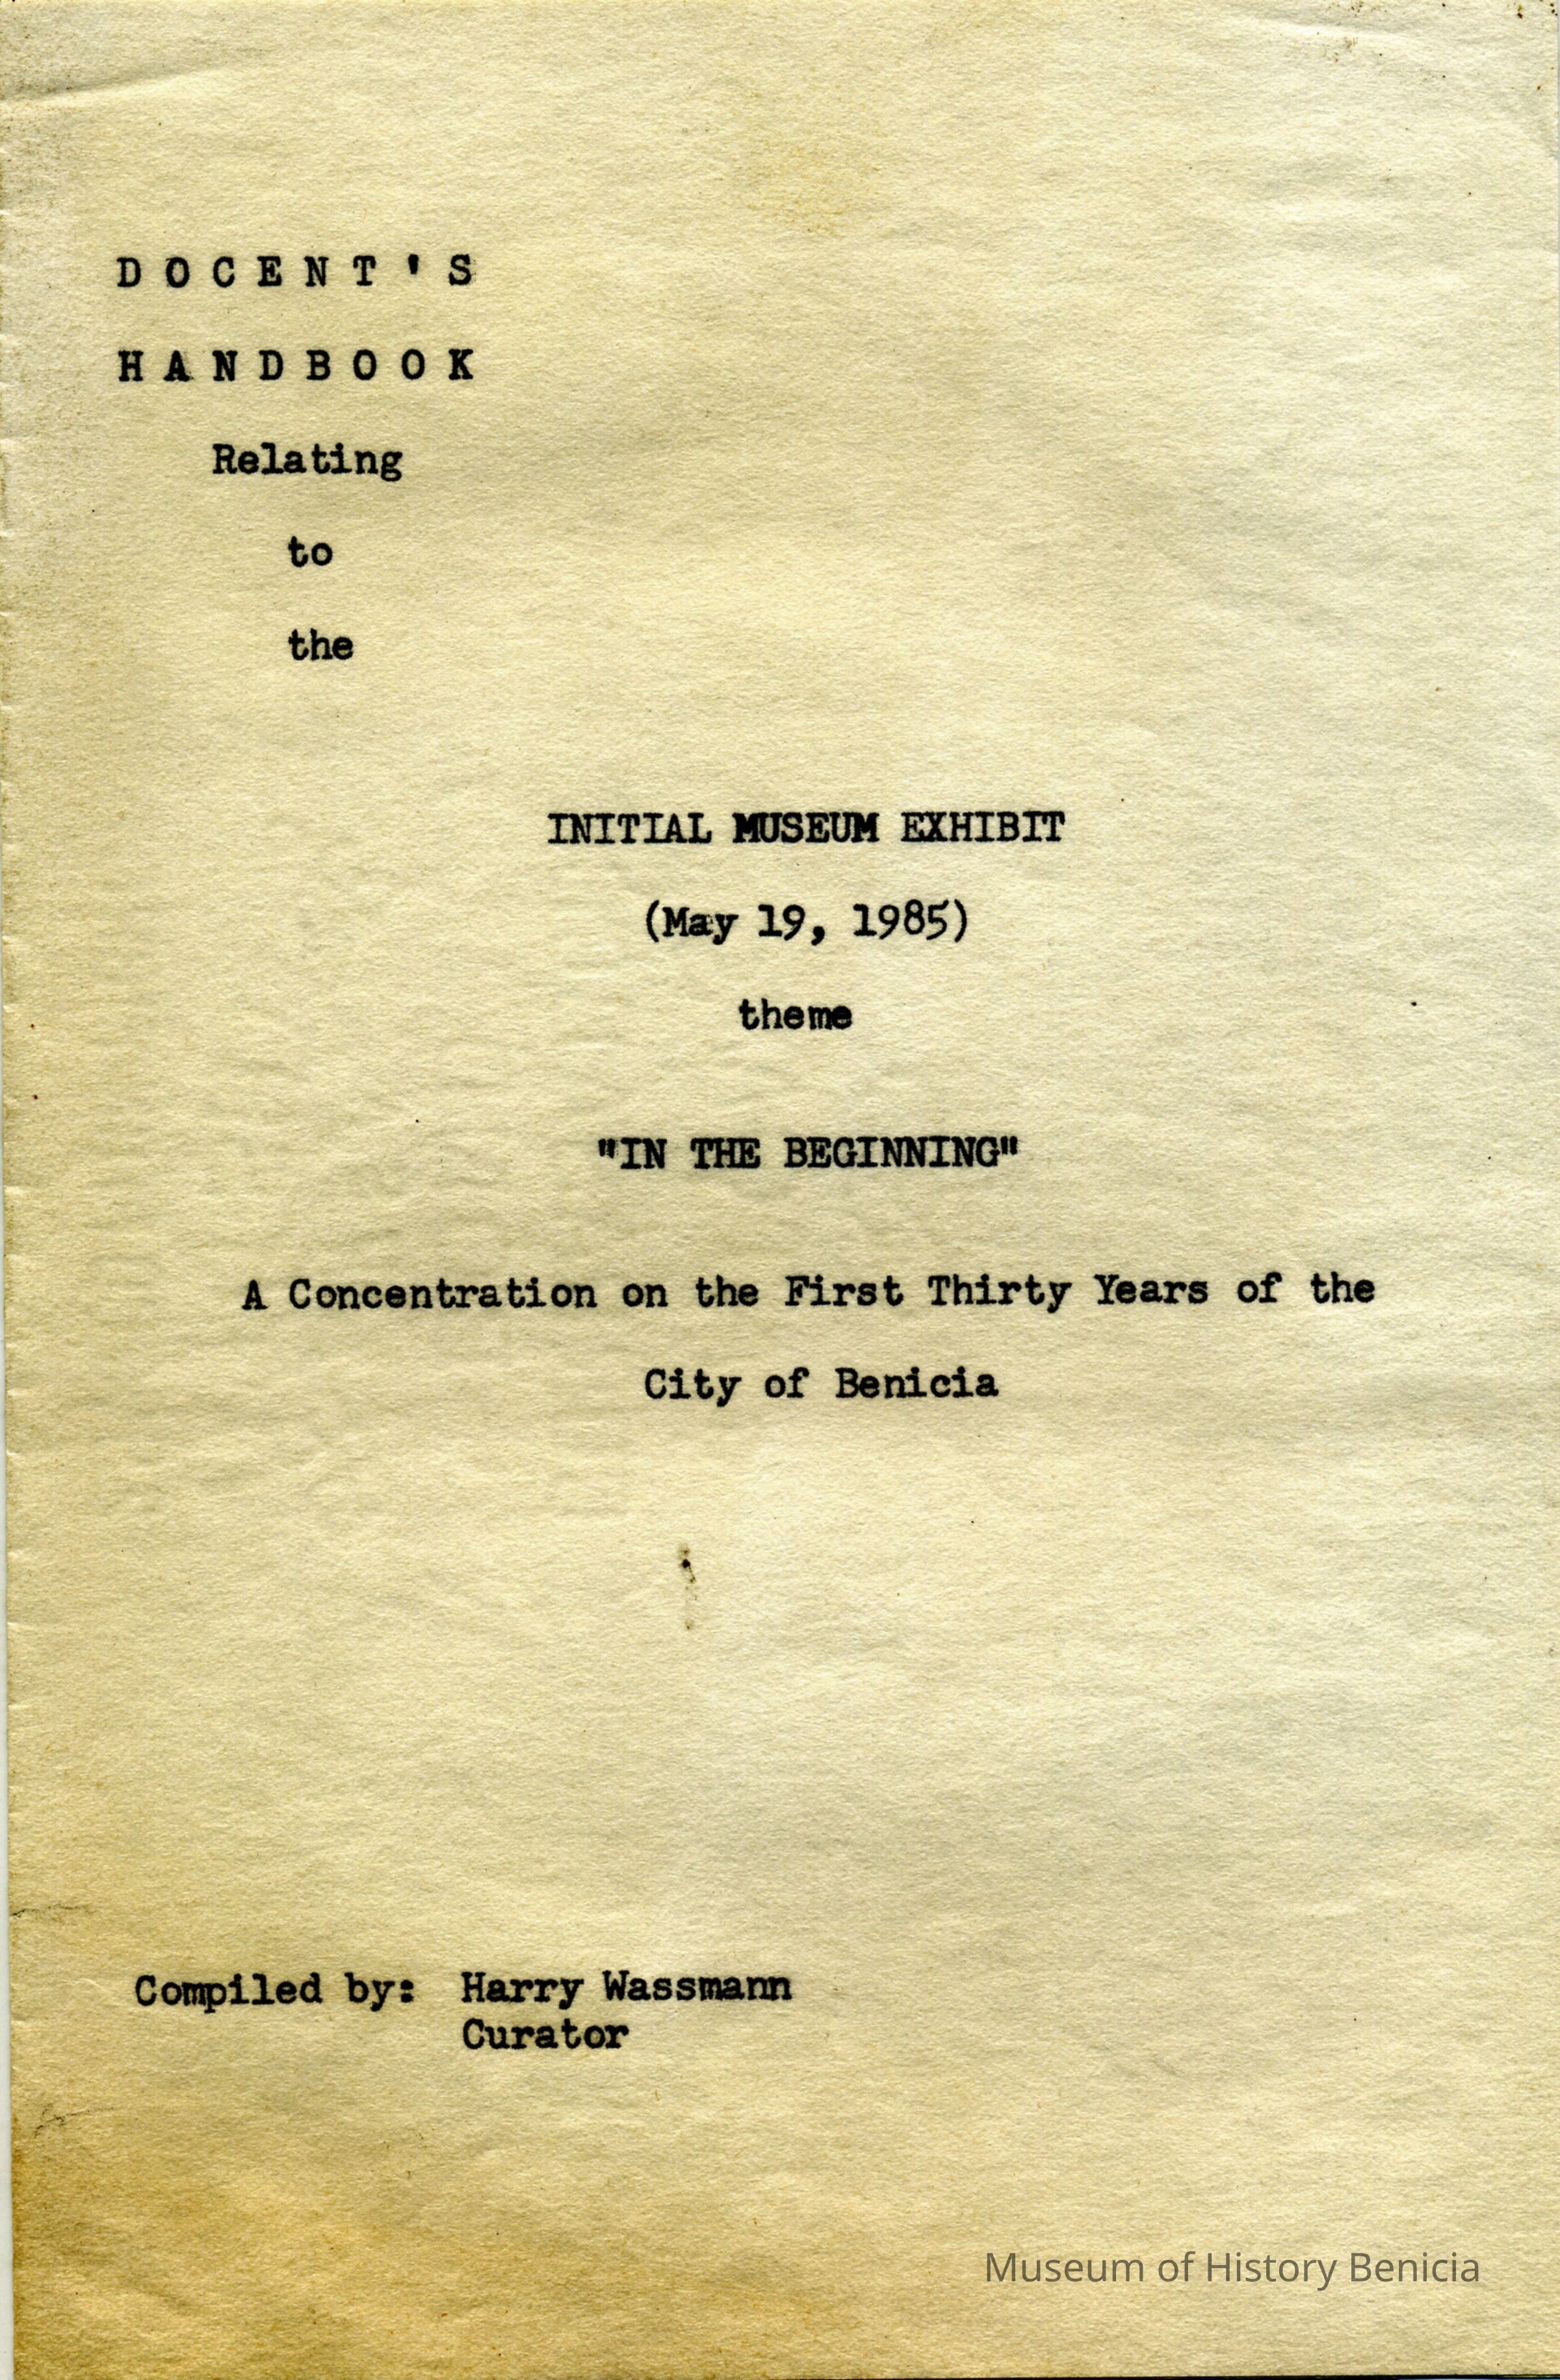 D O C E N T ' S
H A N D B O O K
Relating
to
the
INITIAL MUSEUM EXHIBIT
(May 19, 1985)
theme
"IN THE BEGINNING"
A Concentration on the First Thirty Years of the
City of Benicia
Compiled by: Harry Wassmann
Curator
Museum of History Benicia